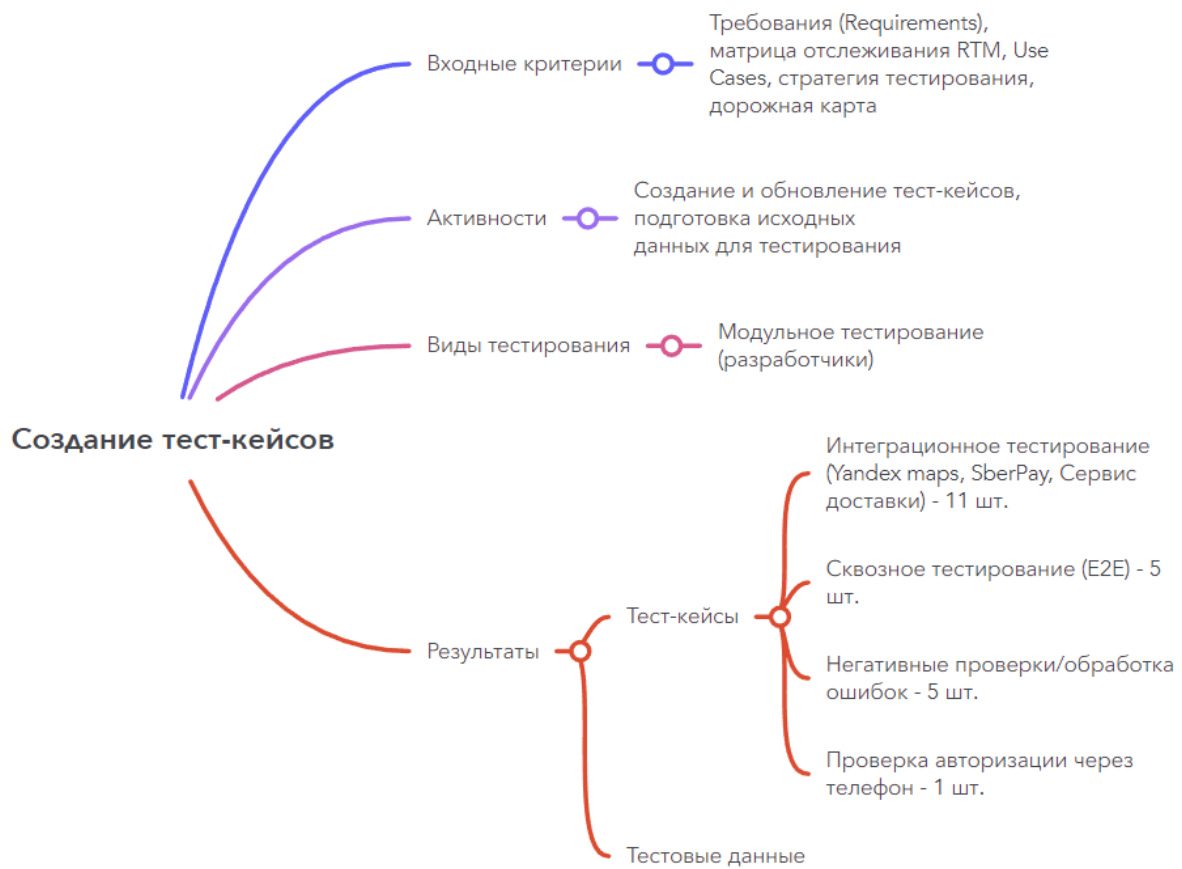 Требования (Requirements),
матрица отслеживания RTM, Use
Cases, стратегия тестирования,
дорожная карта
Входные критерии
Создание и обновление тест-кейсов,
подготовка исходных
данных для тестирования
Активности
Модульное тестирование
(разработчики)
Виды тестирования
Создание тест-кейсов
Интеграционное тестирование
(Yandex maps, SberPay, Сервис
доставки) - 11 шт.
Сквозное тестирование (E2E) - 5
шт.
Тест-кейсы
Результаты
Негативные проверки/обработка
ошибок - 5 шт.
Проверка авторизации через
телефон - 1 шт.
Тестовые данные